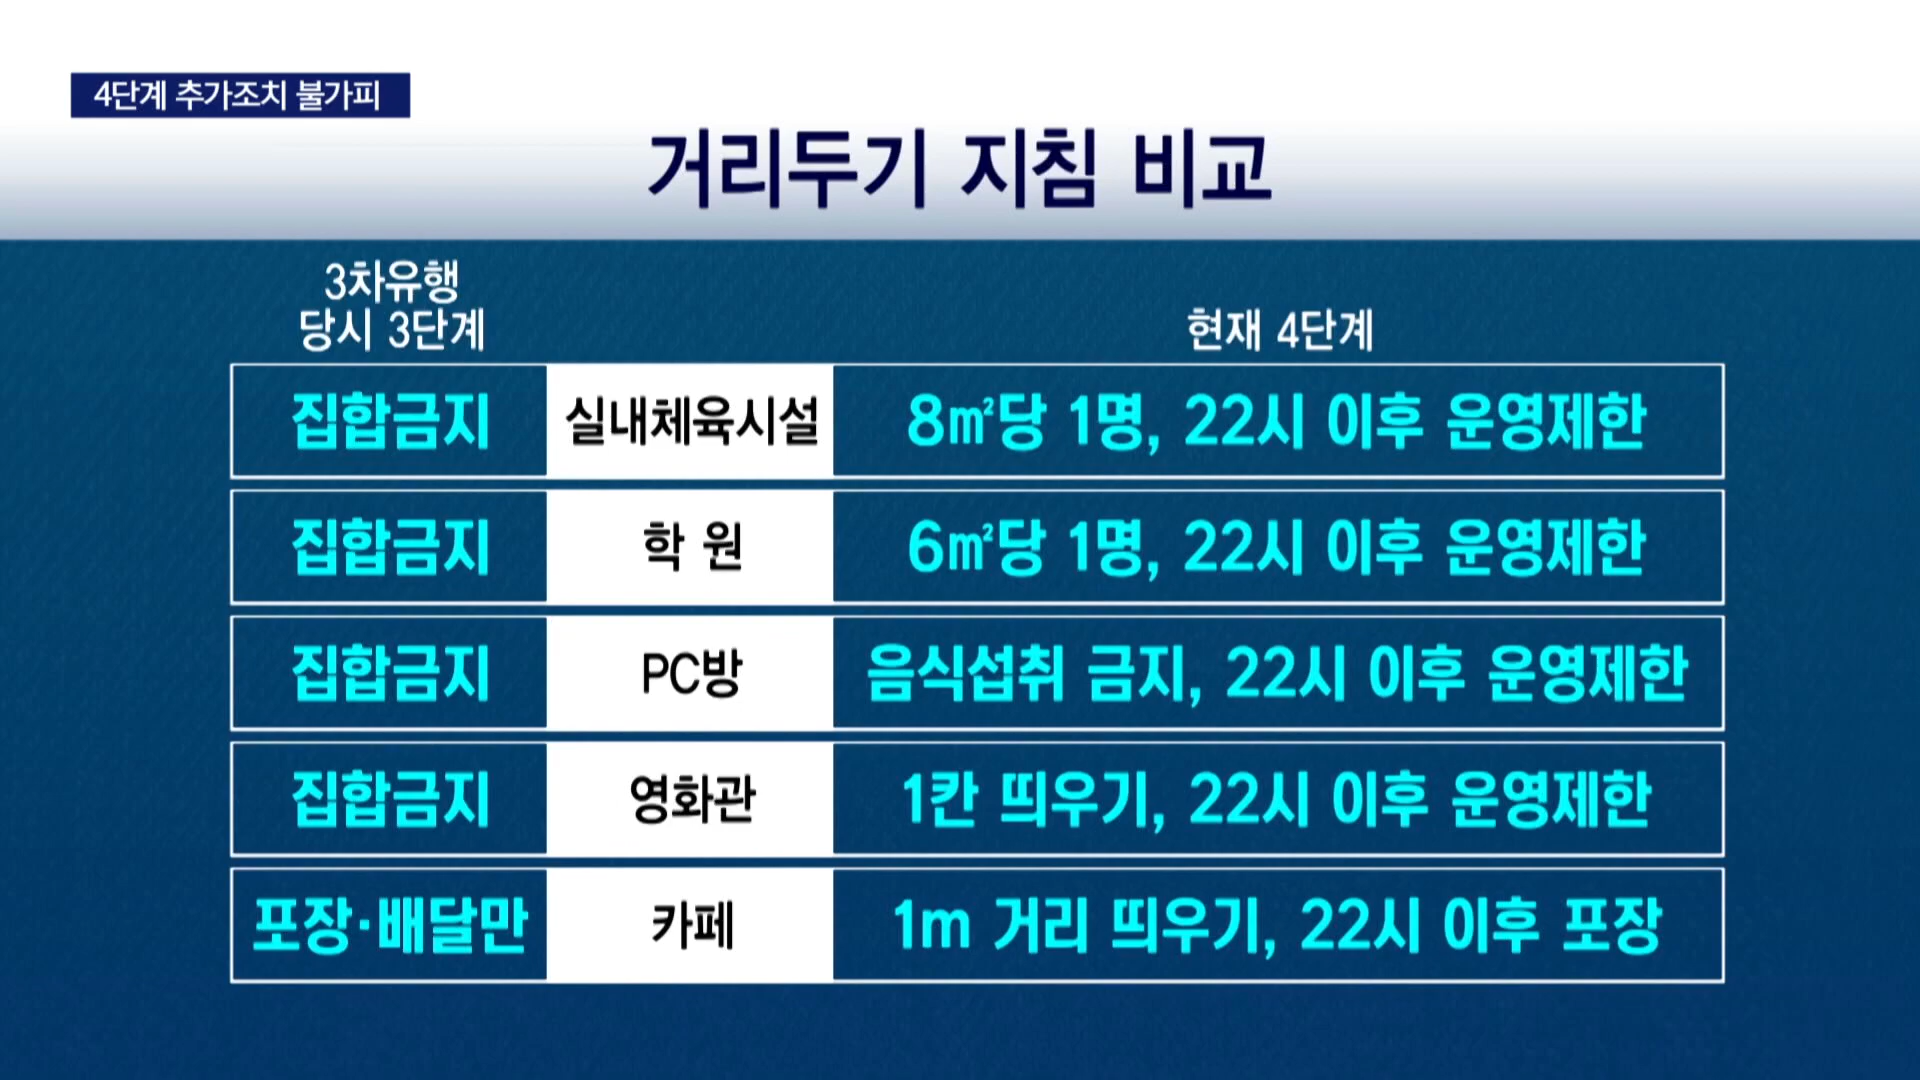 4단계 추가조치 불가피
거리두기 지침 비교
3차유행
당시 3단계
현재 4단계
집합금지 실내체육시설 8㎡당 1명, 22시 이후 운영제한
집합금지 학 원 6㎡당 1명, 22시 이후 운영제한
집합금지 PC방 음식섭취 금지, 22시 이후 운영제한
집합금지 영화관 1칸 띄우기, 22시 이후 운영제한
포장·배달만 카페 1m 거리 띄우기, 22시 이후 포장